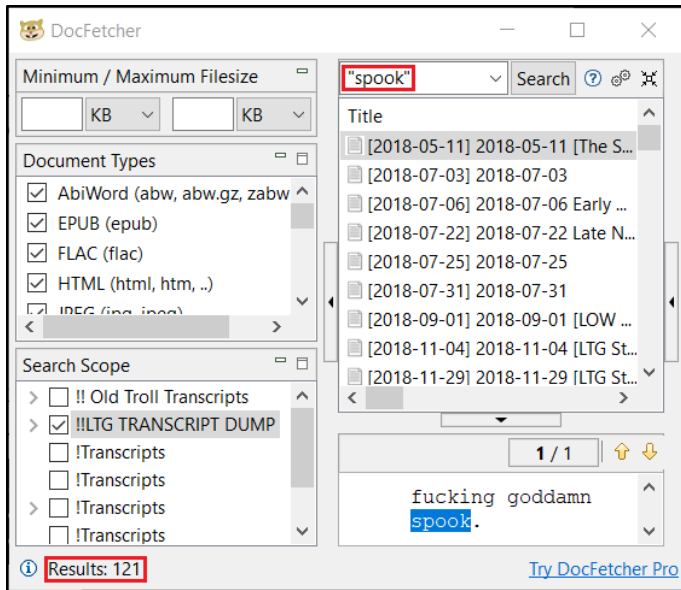 DocFetcher
Minimum / Maximum Filesize
KB KB
Document Types
AbiWord (abw, abw.gz, zabw
EPUB (epub)
FLAC (flac)
HTML (html, htm, ..)
JPEG (jpg, jpeg)
Search Scope
!! Old Troll Transcripts
!!LTG TRANSCRIPT DUMP
!Transcripts
!Transcripts
!Transcripts
!Transcripts
"spook" Search
Title
[2018-05-11] 2018-05-11 [The S...
[2018-07-03] 2018-07-03
[2018-07-06] 2018-07-06 Early ...
[2018-07-22] 2018-07-22 Late N...
[2018-07-25] 2018-07-25
[2018-07-31] 2018-07-31
[2018-09-01] 2018-09-01 [LOW ...
[2018-11-04] 2018-11-04 [LTG St...
[2018-11-29] 2018-11-29 [LTG St...
1 / 1
fucking goddamn
spook.
Results: 121
Try DocFetcher Pro